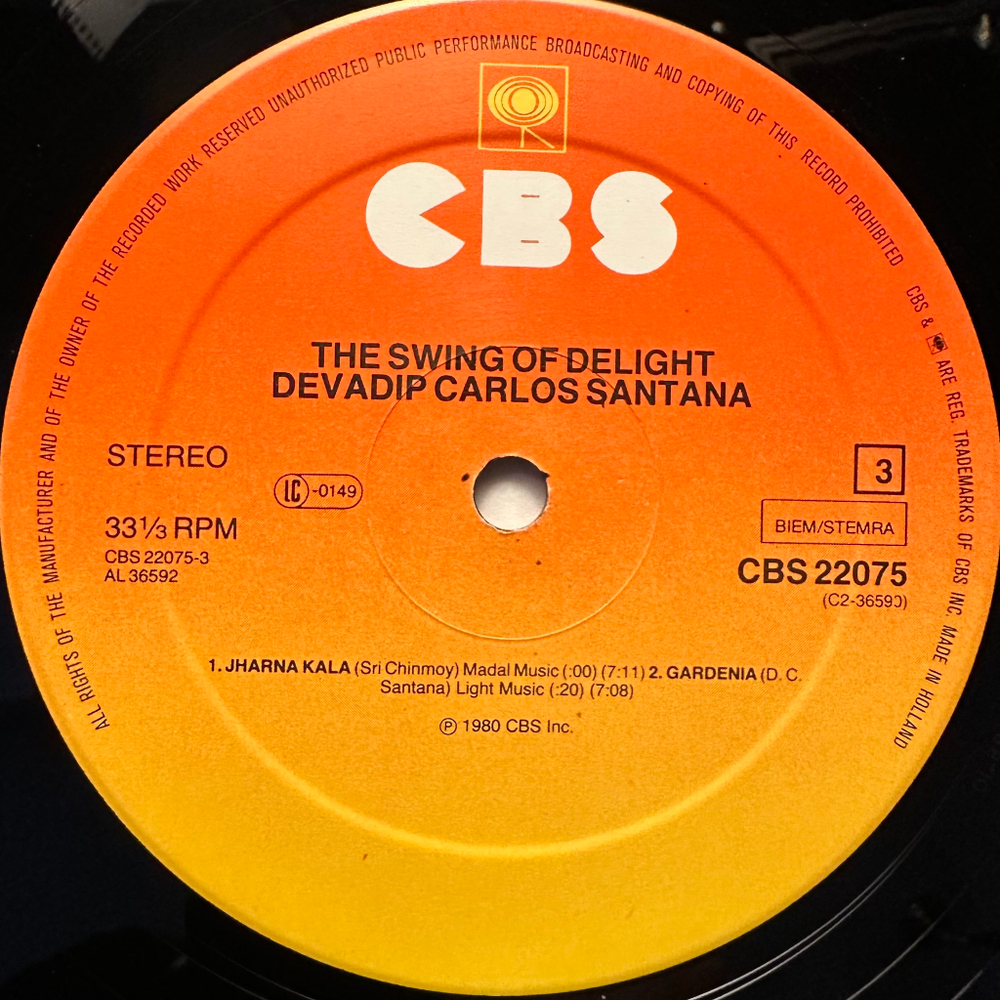 ALL RIGHTS OF THE MANUFACTURER AND OF THE OWNER OF THE RECORDED WORK RESERVED UNAUTHORIZED PUBLIC PERFORMANCE BROADCASTING AND COPYING OF THIS RECORD PROHIBITED CBS & ARE REG. TRADEMARKS OF CBS INC. MADE IN HOLLAND
CBS
THE SWING OF DELIGHT
DEVADIP CARLOS SANTANA
STEREO
3
LC-0149
BIEM/STEMRA
33⅓ RPM
CBS 22075-3
AL 36592
CBS 22075
(C2-36590)
1. JHARNA KALA (Sri Chinmoy) Madal Music (:00) (7:11) 2. GARDENIA (D. C.
Santana) Light Music (:20) (7:08)
℗ 1980 CBS Inc.